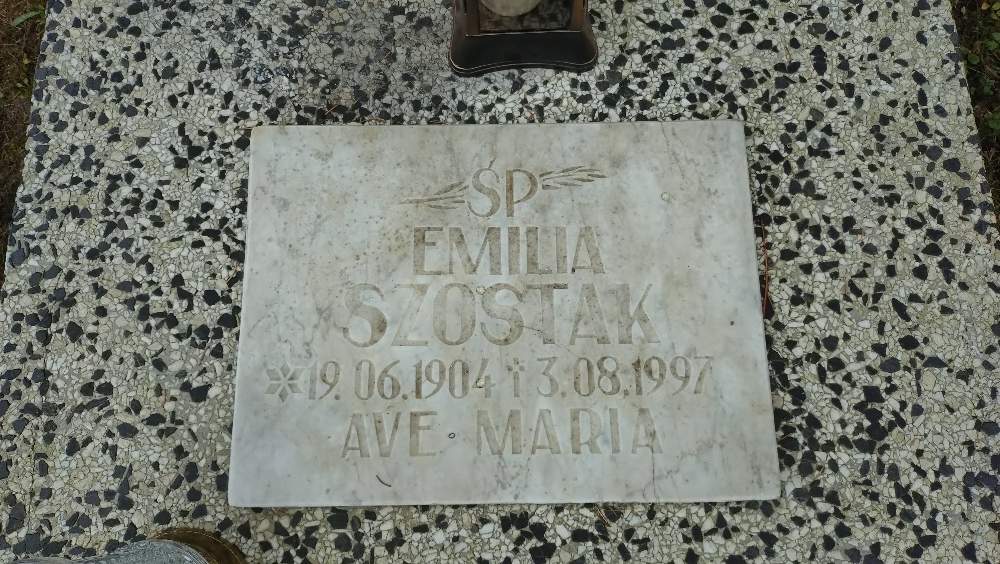 ŚP
EMILIA
SZOSTAK
19.06.1904 † 3.08.1997
AVE MARIA